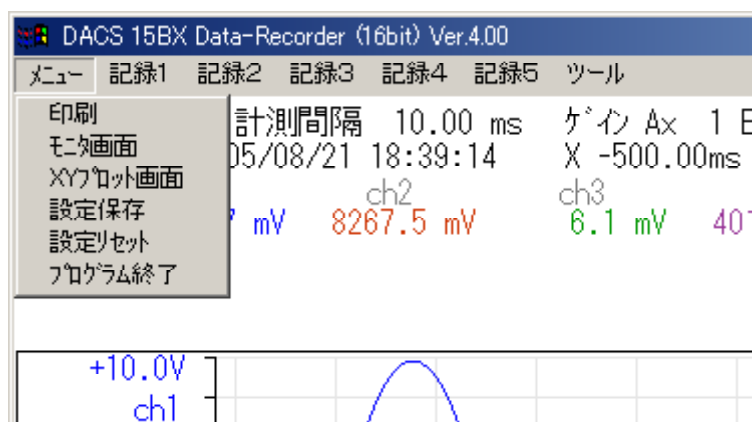 DACS 15BX Data-Recorder (16bit) Ver.4.00
ﾒﾆｭｰ 記録1 記録2 記録3 記録4 記録5 ツール
印刷
ﾓﾆﾀ画面
XYﾌﾟﾛｯﾄ画面
設定保存
設定ﾘｾｯﾄ
ﾌﾟﾛｸﾞﾗﾑ終了
計測間隔 10.00 ms ｹﾞｲﾝ Ax 1
05/08/21 18:39:14 X -500.00ms
ch2 ch3
mV 8267.5 mV 6.1 mV 40
+10.0V
ch1